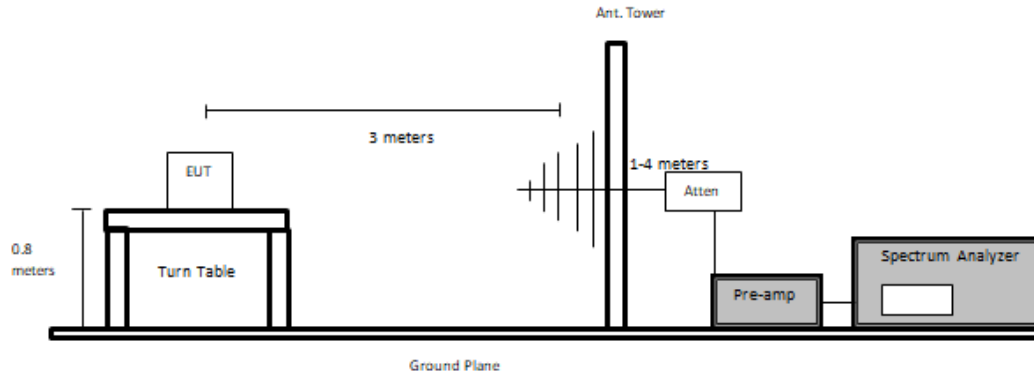 Ant. Tower
3 meters
EUT
1-4 meters
Atten
0.8
meters
Turn Table
Spectrum Analyzer
Pre-amp
Ground Plane